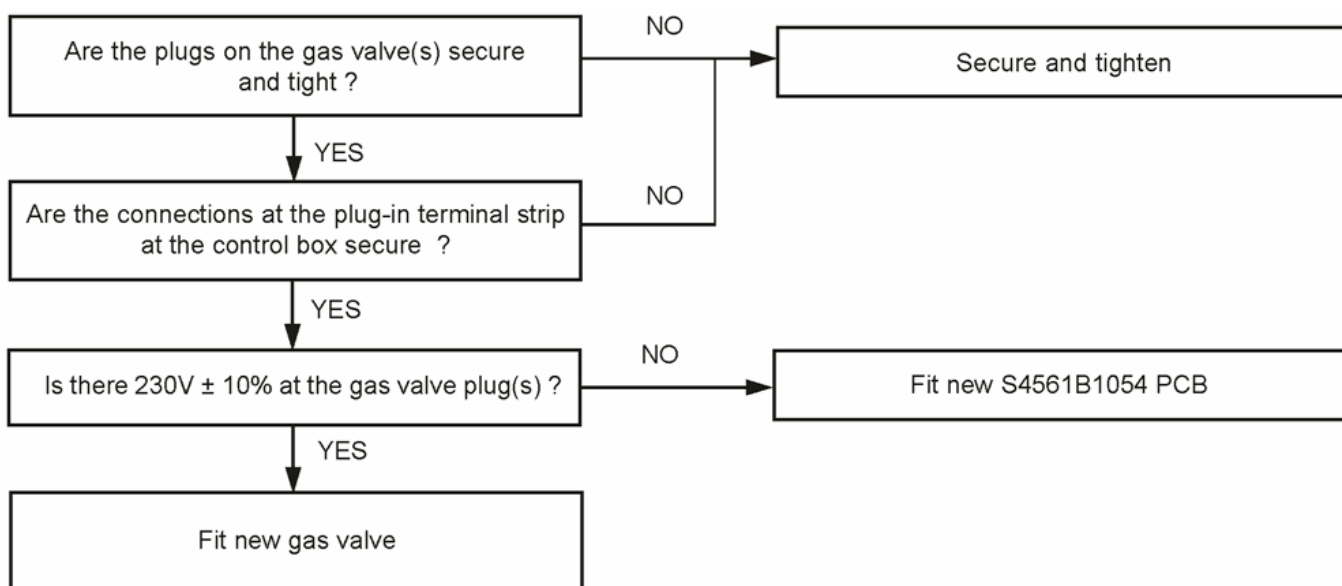 Are the plugs on the gas valve(s) secure
and tight ?
NO
Secure and tighten
YES
Are the connections at the plug-in terminal strip
at the control box secure ?
NO
YES
Is there 230V ± 10% at the gas valve plug(s) ?
NO
Fit new S4561B1054 PCB
YES
Fit new gas valve